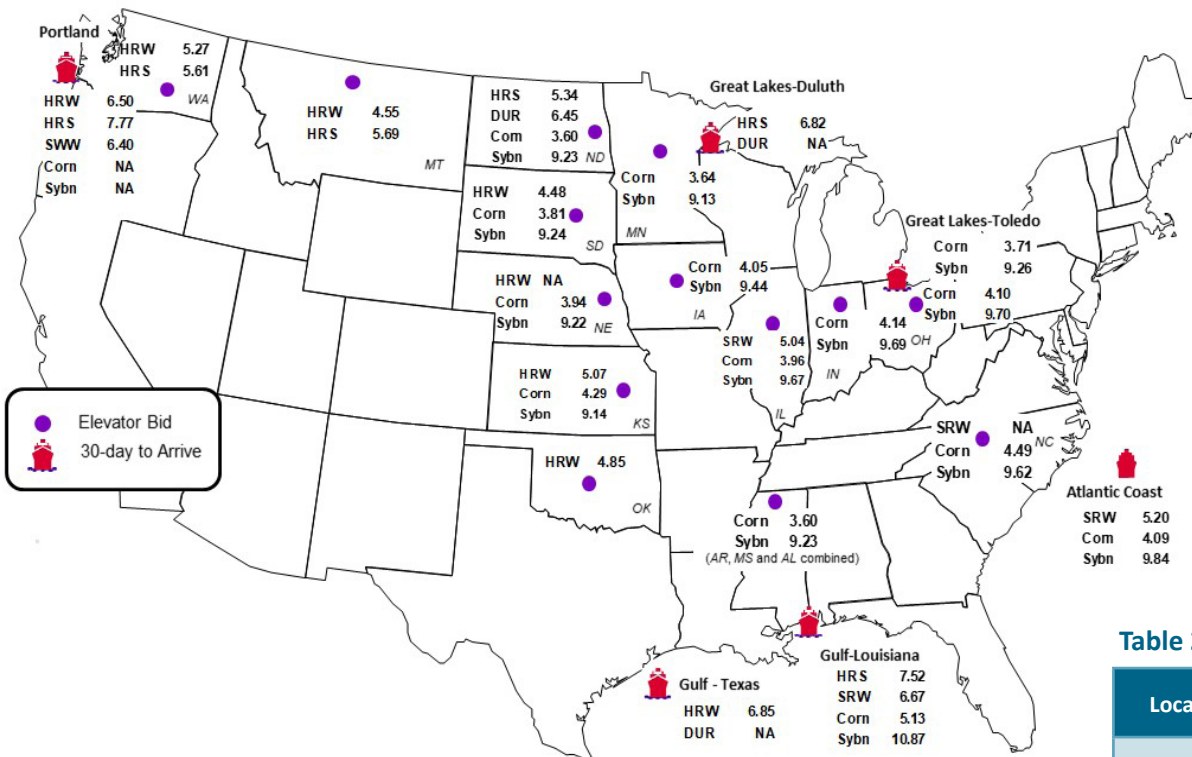 Portland
HRW 5.27
HRS 5.61
WA
HRW 6.50
HRS 7.77
SWW 6.40
Corn NA
Sybn NA
HRW 4.55
HRS 5.69
MT
HRS 5.34
DUR 6.45
Corn 3.60
Sybn 9.23 ND
HRW 4.48
Corn 3.81
Sybn 9.24
SD
HRW NA
Corn 3.94
Sybn 9.22 NE
HRW 5.07
Corn 4.29
Sybn 9.14
KS
HRW 4.85
OK
Great Lakes-Duluth
HRS 6.82
DUR NA
Corn 3.64
Sybn 9.13
MN
Corn 4.05
Sybn 9.44
IA
SRW 5.04
Corn 3.96
Sybn 9.67
IL
Great Lakes-Toledo
Corn 3.71
Sybn 9.26
Corn 4.10
Sybn 9.70
OH
Corn 4.14
Sybn 9.69
IN
SRW NA
Corn 4.49
Sybn 9.62
NC
Atlantic Coast
SRW 5.20
Corn 4.09
Sybn 9.84
Corn 3.60
Sybn 9.23
(AR, MS and AL combined)
Gulf - Texas
HRW 6.85
DUR NA
Gulf-Louisiana
HRS 7.52
SRW 6.67
Corn 5.13
Sybn 10.87
Elevator Bid
30-day to Arrive
Table
Loca